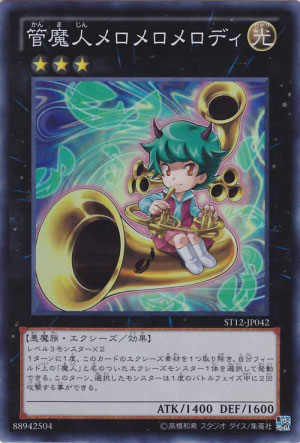 かん ま じん
管魔人メロメロメロディ
光
ST12-JP042
【悪魔族・エクシーズ/効果】
レベル3モンスター×2
1ターンに1度、このカードのエクシーズ素材を1つ取り除き、自分フィールド
上の「魔人」と名のついたエクシーズモンスター1体を選択して発動
できる。このターン、選択したモンスターは1度のバトルフェイズ中に2回
攻撃する事ができる。
ATK/1400 DEF/1600
88942504
©高橋和希 スタジオ・ダイス/集英社